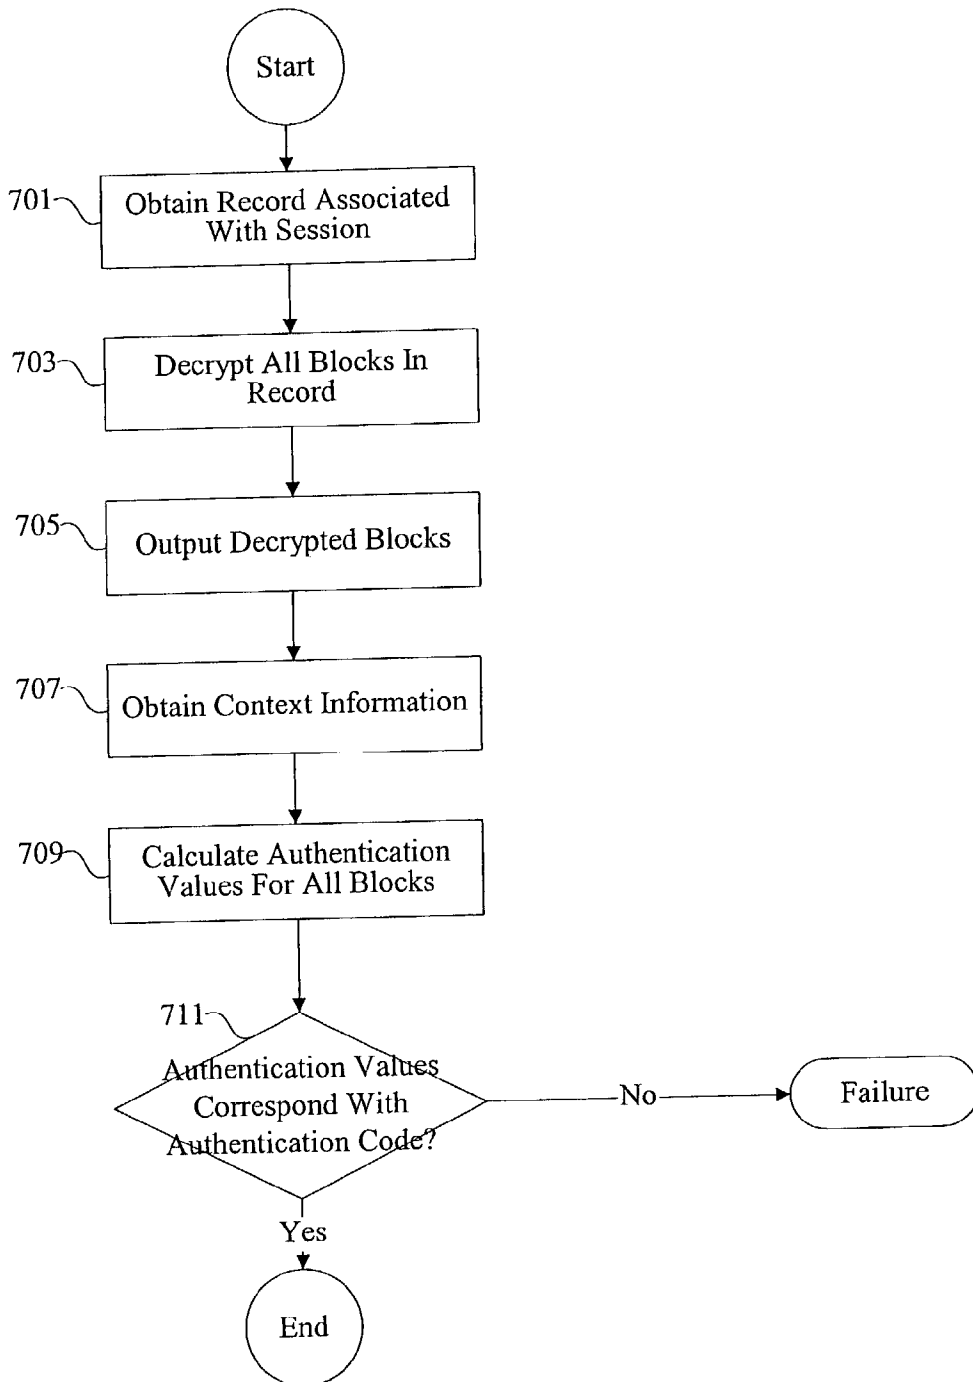 Start
701
Obtain Record Associated
With Session
703
Decrypt All Blocks In
Record
705
Output Decrypted Blocks
707
Obtain Context Information
709
Calculate Authentication
Values For All Blocks
711
Authentication Values
Correspond With
Authentication Code?
No
Failure
Yes
End